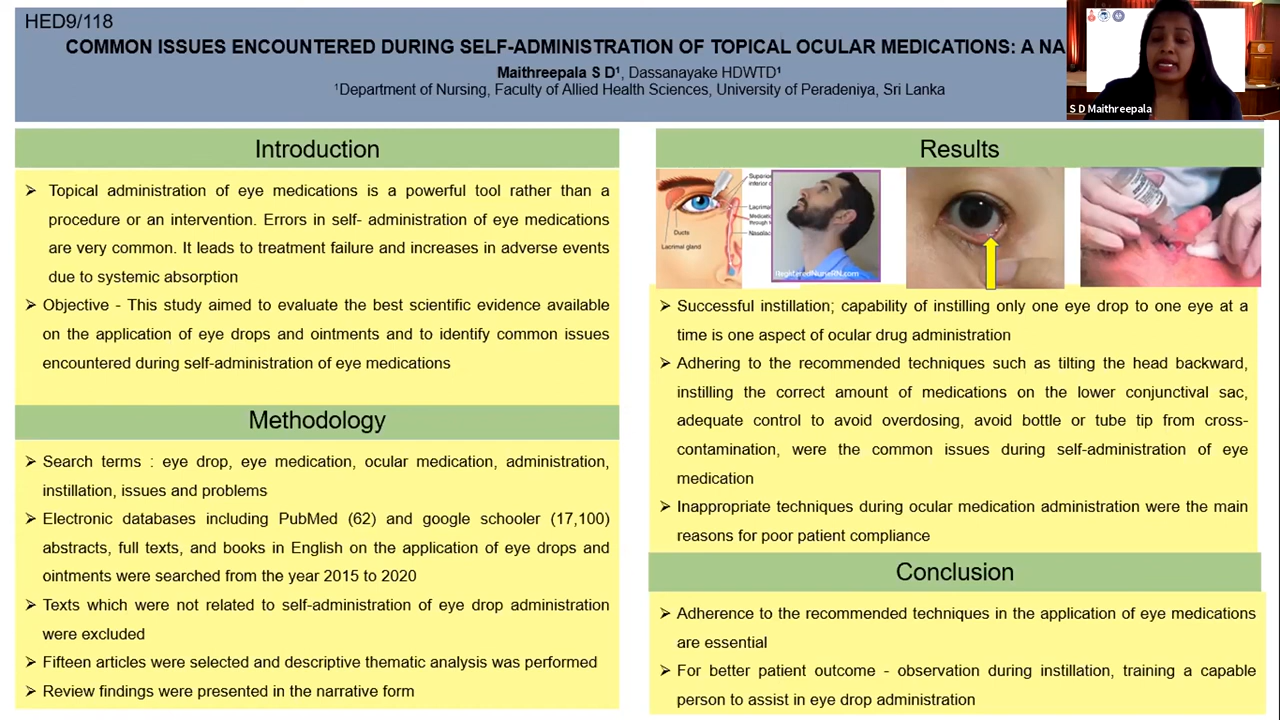 HED9/118
COMMON ISSUES ENCOUNTERED DURING SELF-ADMINISTRATION OF TOPICAL OCULAR MEDICATIONS: A NA
Maithreepala S D¹, Dassanayake HDWTD¹
¹Department of Nursing, Faculty of Allied Health Sciences, University of Peradeniya, Sri Lanka
S D Maithreepala
Introduction
➢ Topical administration of eye medications is a powerful tool rather than a
procedure or an intervention. Errors in self- administration of eye medications
are very common. It leads to treatment failure and increases in adverse events
due to systemic absorption
➢ Objective - This study aimed to evaluate the best scientific evidence available
on the application of eye drops and ointments and to identify common issues
encountered during self-administration of eye medications
Methodology
➢ Search terms : eye drop, eye medication, ocular medication, administration,
instillation, issues and problems
➢ Electronic databases including PubMed (62) and google schooler (17,100)
abstracts, full texts, and books in English on the application of eye drops and
ointments were searched from the year 2015 to 2020
➢ Texts which were not related to self-administration of eye drop administration
were excluded
➢ Fifteen articles were selected and descriptive thematic analysis was performed
➢ Review findings were presented in the narrative form
Results
Superio
inferior c
Lacrima
Medicati
through t
Nasolac
Ducts
Lacrimal gland
RegisteredNurseRN.com
➢ Successful instillation; capability of instilling only one eye drop to one eye at a
time is one aspect of ocular drug administration
➢ Adhering to the recommended techniques such as tilting the head backward,
instilling the correct amount of medications on the lower conjunctival sac,
adequate control to avoid overdosing, avoid bottle or tube tip from cross-
contamination, were the common issues during self-administration of eye
medication
➢ Inappropriate techniques during ocular medication administration were the main
reasons for poor patient compliance
Conclusion
➢ Adherence to the recommended techniques in the application of eye medications
are essential
➢ For better patient outcome - observation during instillation, training a capable
person to assist in eye drop administration